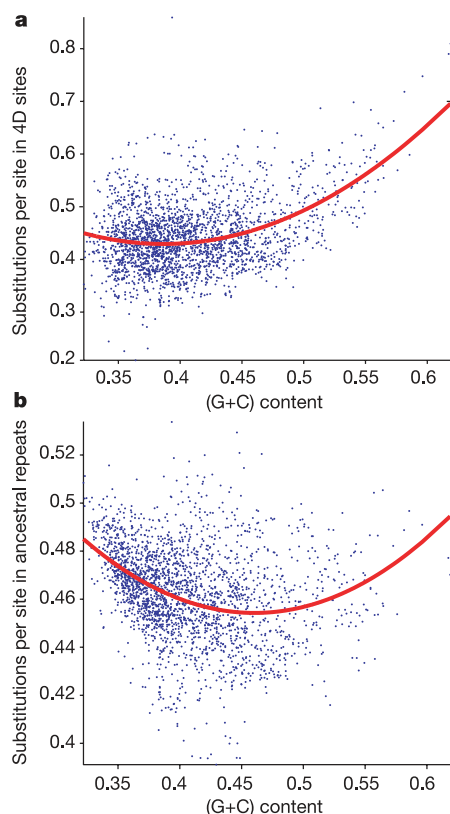 a
Substitutions per site in 4D sites
0.8
0.7
0.6
0.5
0.4
0.3
0.2
0.35 0.4 0.45 0.5 0.55 0.6
(G+C) content
b
Substitutions per site in ancestral repeats
0.52
0.5
0.48
0.46
0.44
0.42
0.4
0.35 0.4 0.45 0.5 0.55 0.6
(G+C) content